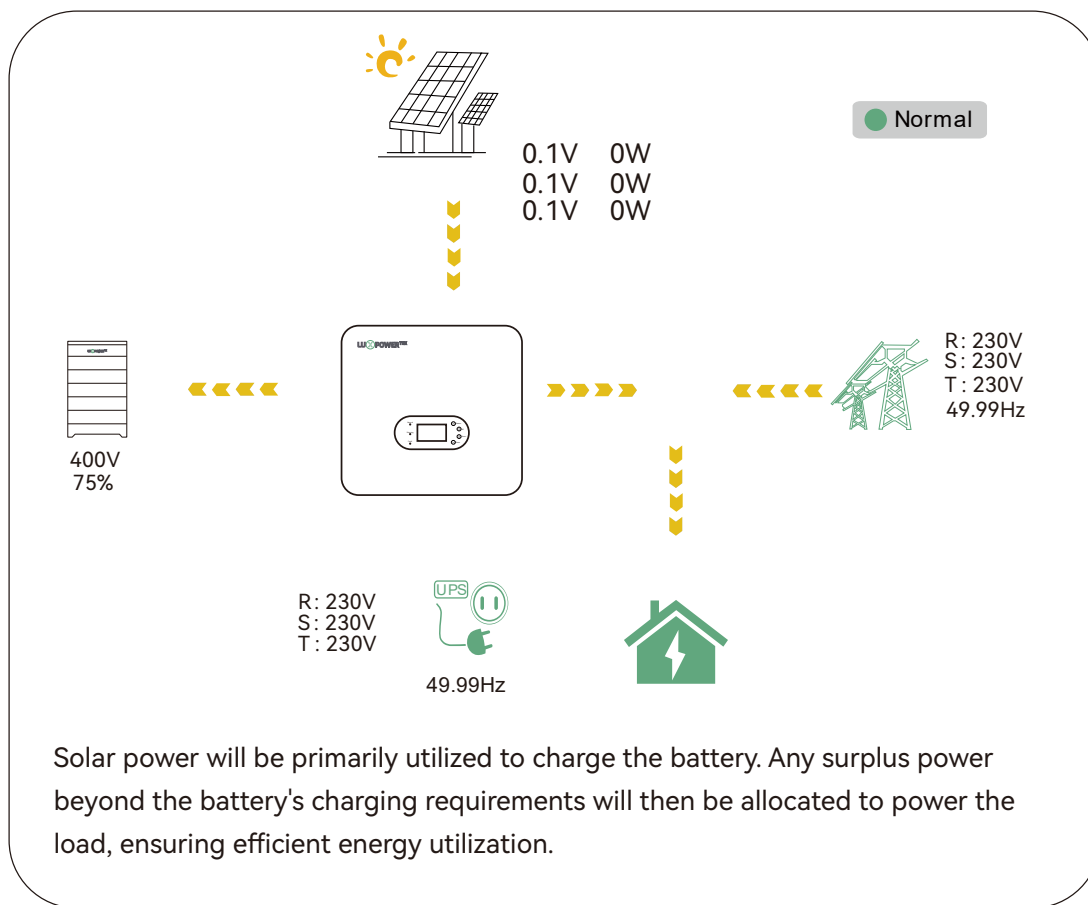 Normal
0.1V 0W
0.1V 0W
0.1V 0W
LUXPOWERTEK
R: 230V
S: 230V
T: 230V
49.99Hz
400V
75%
R: 230V
S: 230V
T: 230V
UPS
49.99Hz
Solar power will be primarily utilized to charge the battery. Any surplus power
beyond the battery's charging requirements will then be allocated to power the
load, ensuring efficient energy utilization.